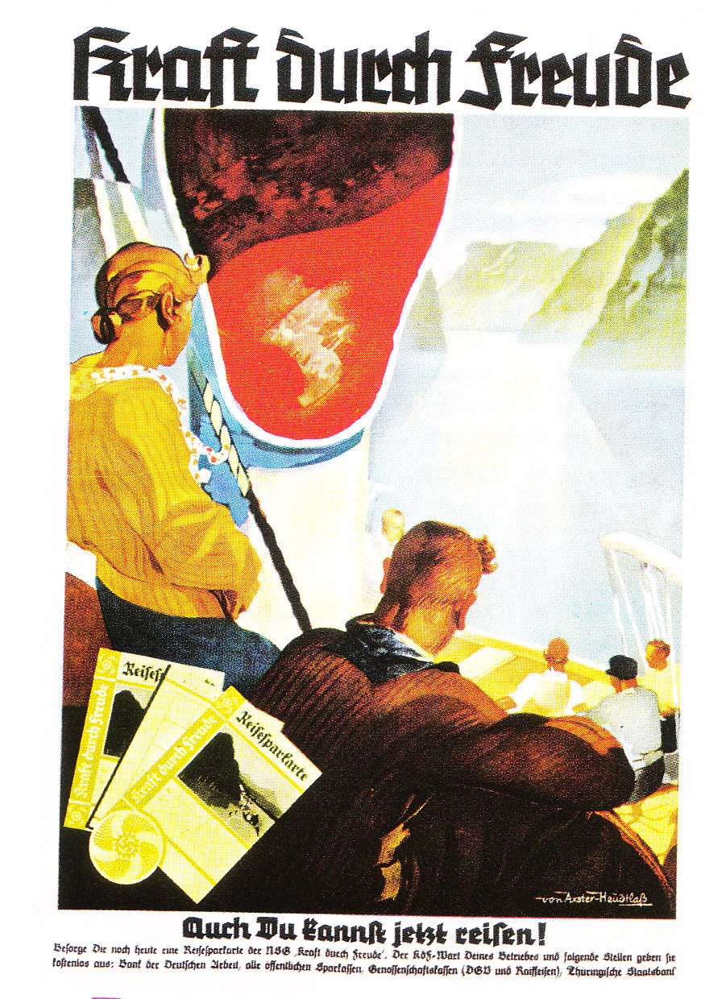 Kraft durch Freude
Reisesp
Kraft durch Freude
Reisesparkarte
Kraft durch Freude
von Axster-Heudtlaß
Auch Du kannst jetzt reisen!
Besorge Dir noch heute eine Reisesparkarte der NSG „Kraft durch Freude". Der KdF-Wart Deines Betriebes und folgende Stellen geben sie
kostenlos aus: Bank der Deutschen Arbeit, alle öffentlichen Sparkassen, Genossenschaftskassen (DGV und Raiffeisen), Thüringische Staatsbank